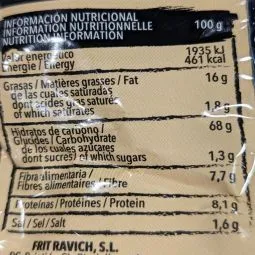 INFORMACIÓN NUTRICIONAL
INFORMATION NUTRITIONNELLE
NUTRITION INFORMATION
100 g
Valor energético
Énergie / Energy
1935 kJ
461 kcal
Grasas / Matières grasses / Fat 16 g
de las cuales saturadas
dont acides gras saturés
of which saturates 1,8 g
Hidratos de carbono /
Glucides / Carbohydrate 68 g
de los cuales azúcares
dont sucres / of which sugars 1,3 g
Fibra alimentaria /
Fibres alimentaires / Fibre 7,7 g
Proteínas / Protéines / Protein 8,1 g
Sal / Sel / Salt 1,6 g
FRIT RAVICH, S.L.